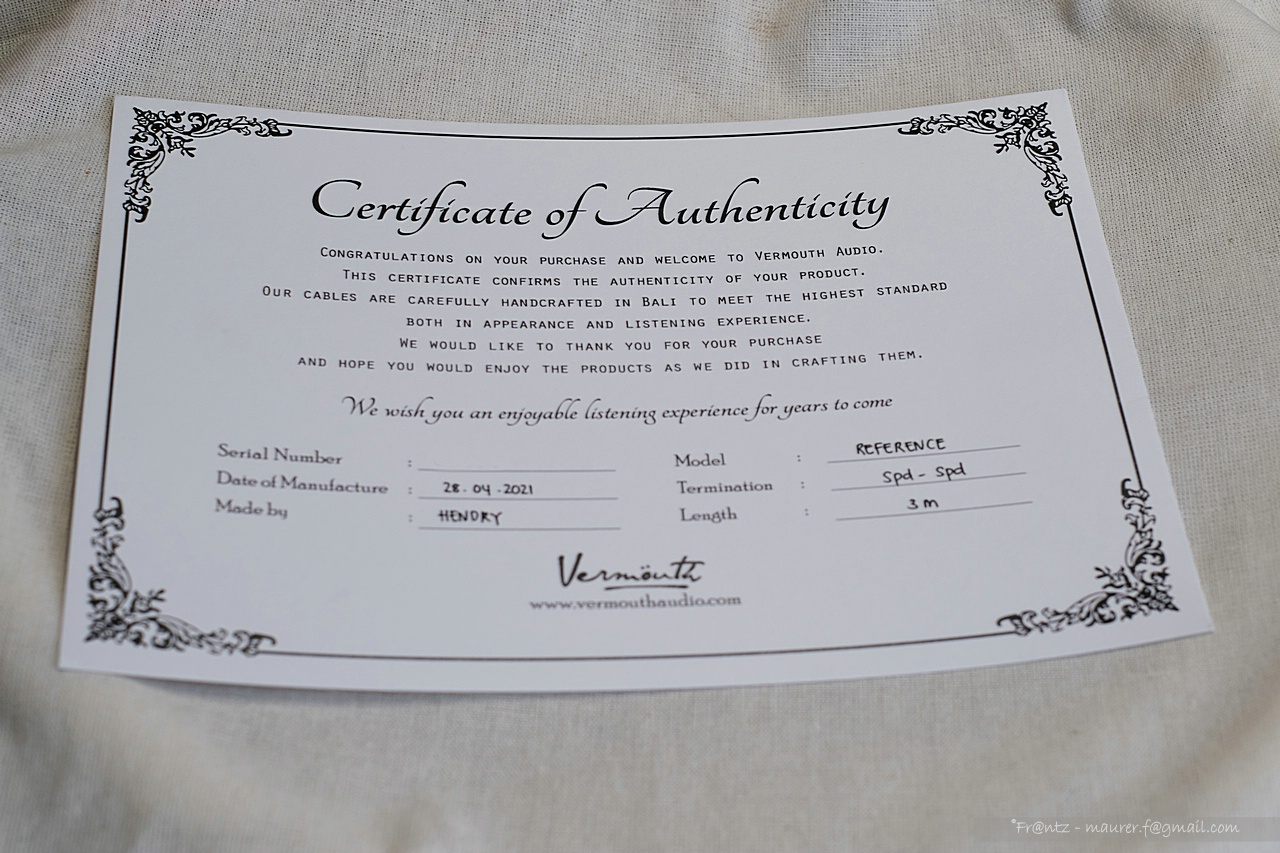 Certificate of Authenticity
Congratulations on your purchase and welcome to Vermouth Audio.
This certificate confirms the authenticity of your product.
Our cables are carefully handcrafted in Bali to meet the highest standard
both in appearance and listening experience.
We would like to thank you for your purchase
and hope you would enjoy the products as we did in crafting them.
We wish you an enjoyable listening experience for years to come
Serial Number :
Model : REFERENCE
Date of Manufacture : 28.04.2021
Termination : Spd - Spd
Made by : HENDRY
Length : 3m
Vermöuth
www.vermouthaudio.com
°Fr@ntz - maurer.f@gmail.com